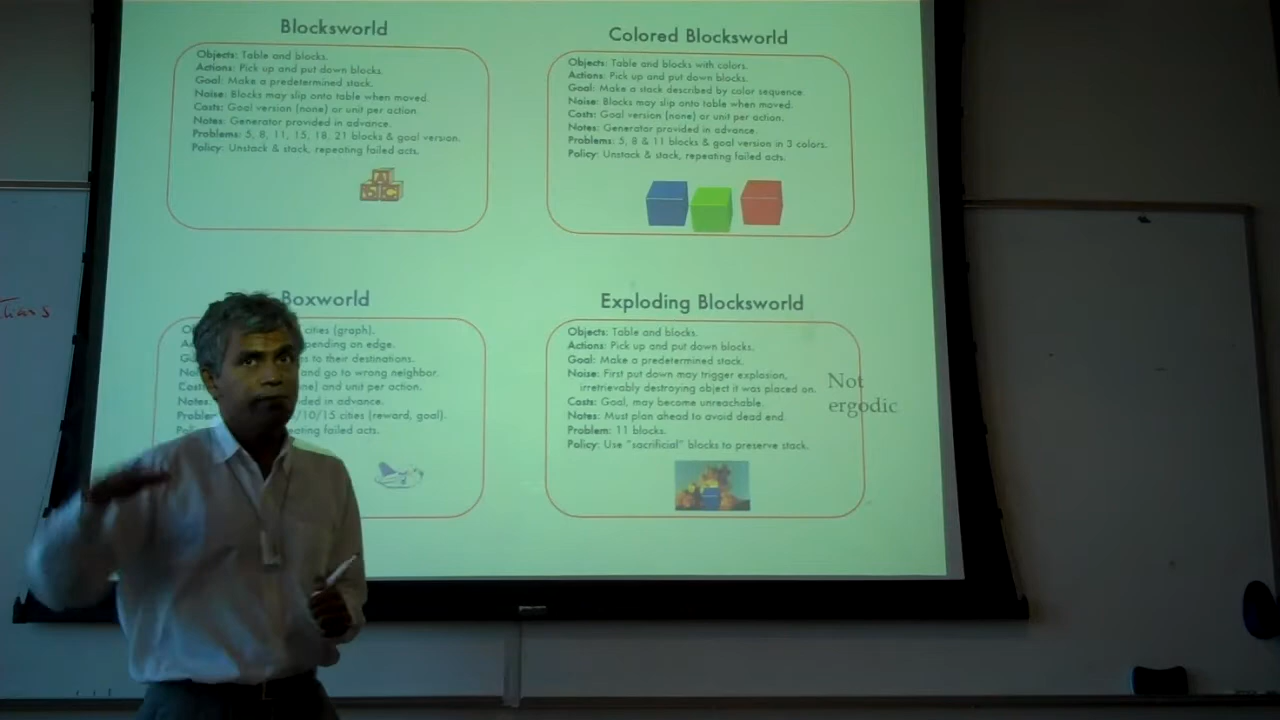 Blocksworld
Objects: Table and blocks.
Actions: Pick up and put down blocks.
Goal: Make a predetermined stack.
Noise: Blocks may slip onto table when moved.
Costs: Goal version (none) or unit per action.
Notes: Generator provided in advance.
Problems: 5, 8, 11, 15, 18, 21 blocks & goal version.
Policy: Unstack & stack, repeating failed acts.
Colored Blocksworld
Objects: Table and blocks with colors.
Actions: Pick up and put down blocks.
Goal: Make a stack described by color sequence.
Noise: Blocks may slip onto table when moved.
Costs: Goal version (none) or unit per action.
Notes: Generator provided in advance.
Problems: 5, 8 & 11 blocks & goal version in 3 colors.
Policy: Unstack & stack, repeating failed acts.
Boxworld
cities (graph).
pending on edge.
to their destinations.
and go to wrong neighbor.
and unit per action.
Notes in advance.
/10/15 cities (reward, goal).
failed acts.
Exploding Blocksworld
Objects: Table and blocks.
Actions: Pick up and put down blocks.
Goal: Make a predetermined stack.
Noise: First put down may trigger explosion,
irretrievably destroying object it was placed on.
Costs: Goal, may become unreachable.
Notes: Must plan ahead to avoid dead end.
Problem: 11 blocks.
Policy: Use "sacrificial" blocks to preserve stack.
Not
ergodic